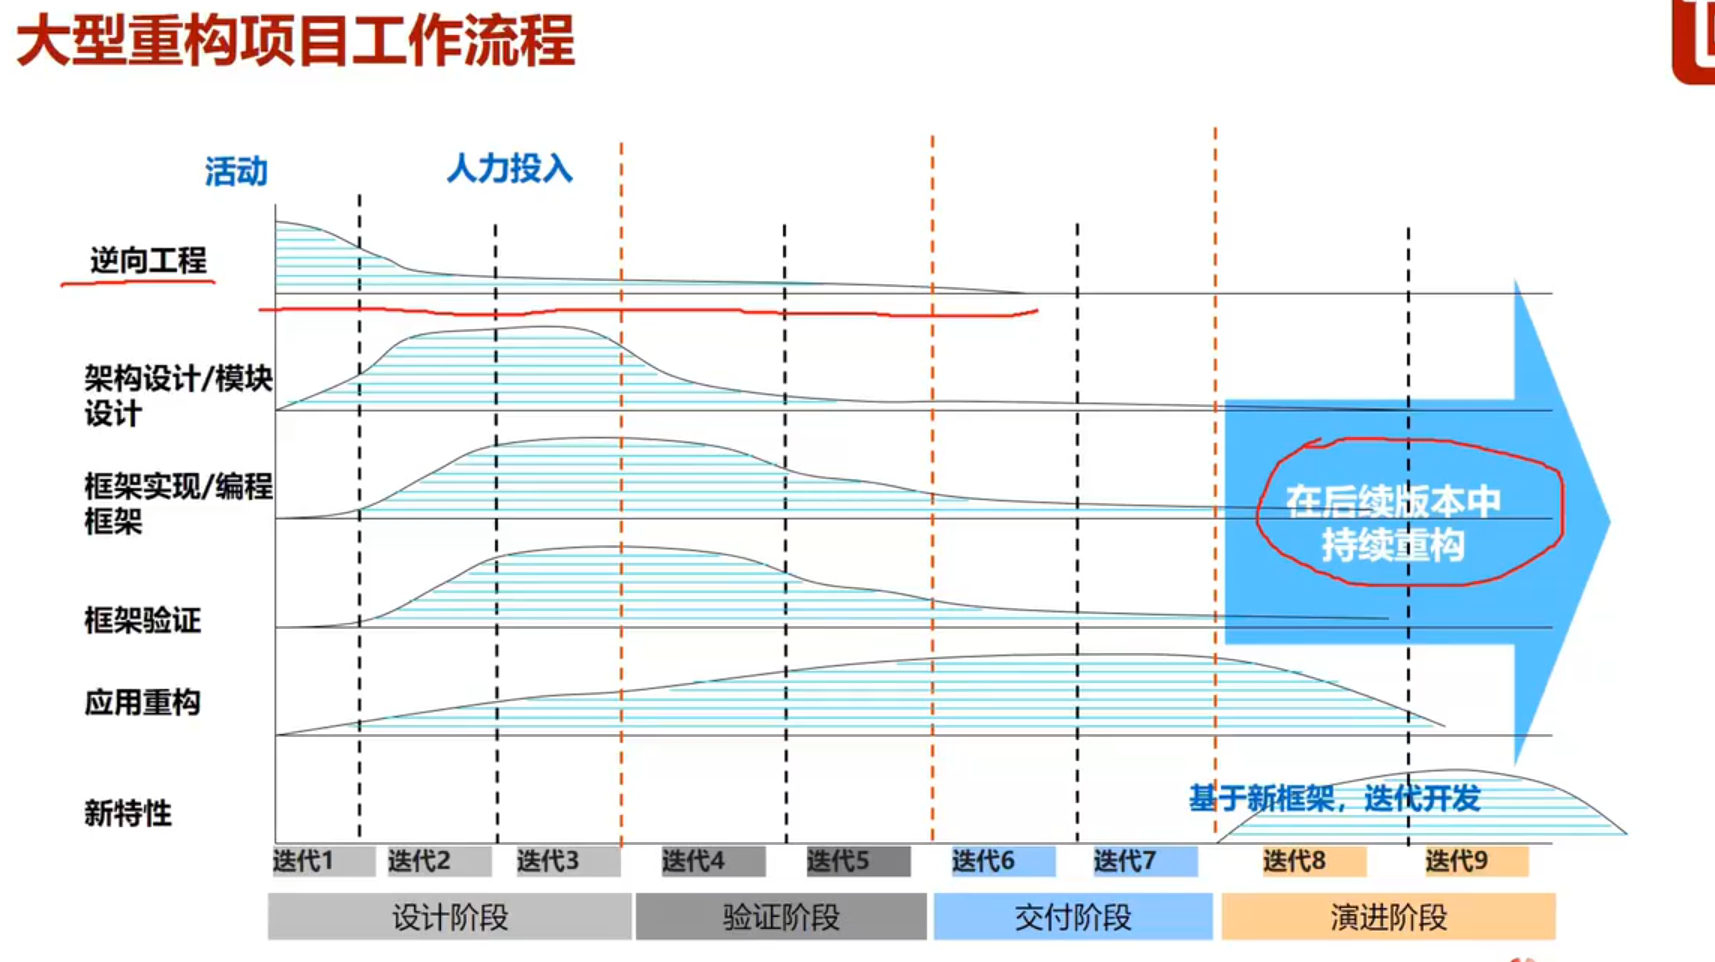 大型重构项目工作流程
活动
人力投入
逆向工程
架构设计/模块
设计
框架实现/编程
框架
框架验证
应用重构
新特性
在后续版本中
持续重构
基于新框架，迭代开发
迭代1
迭代2
迭代3
迭代4
迭代5
迭代6
迭代7
迭代8
迭代9
设计阶段
验证阶段
交付阶段
演进阶段